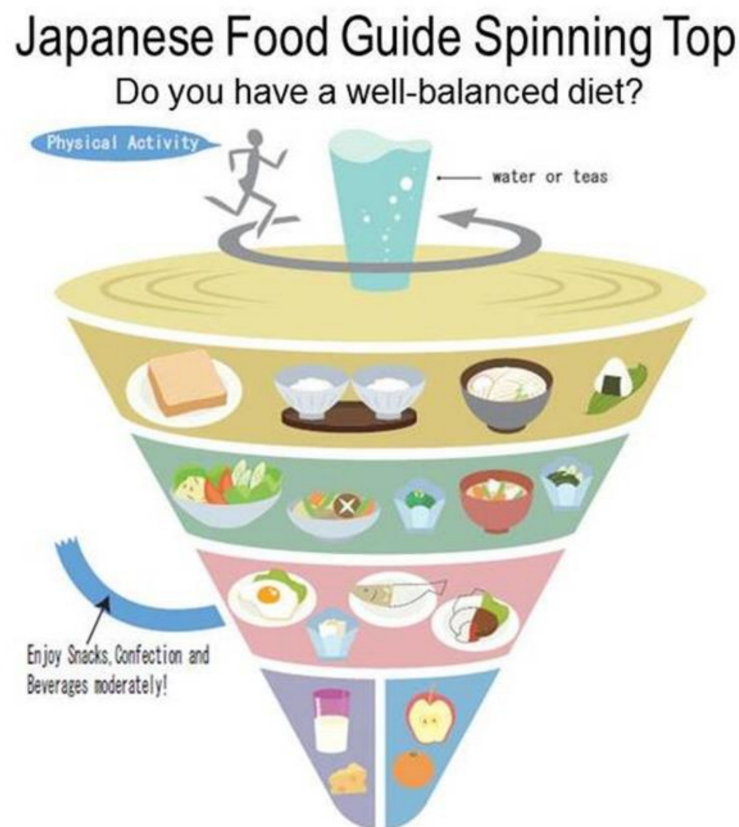 Japanese Food Guide Spinning Top
Do you have a well-balanced diet?
Physical Activity
water or teas
Enjoy Snacks, Confection and
Beverages moderately!